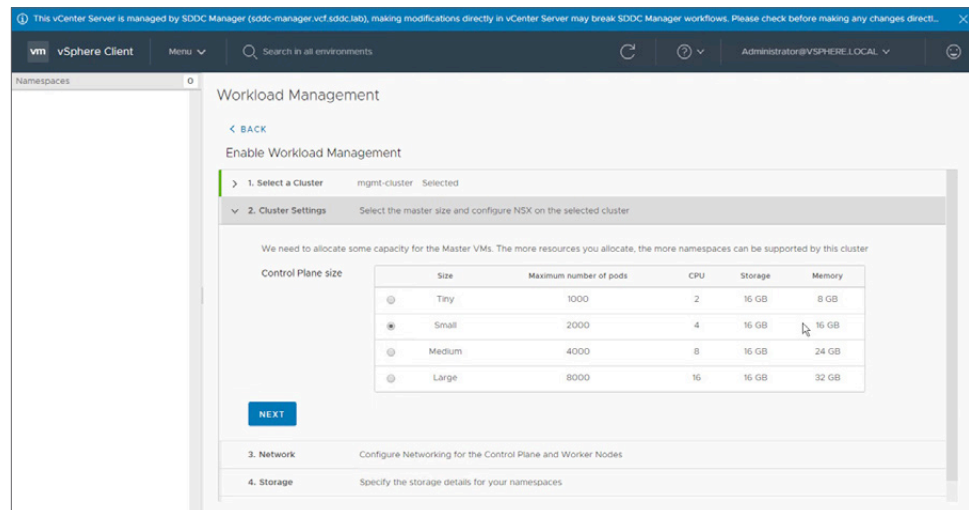 This vCenter Server is managed by SDDC Manager (sddc-manager.vcf.sddc.lab), making modifications directly in vCenter Server may break SDDC Manager workflows. Please check before making any changes directl...
vm vSphere Client Menu Search in all environments Administrator@VSPHERE.LOCAL
Namespaces 0
Workload Management
BACK
Enable Workload Management
1. Select a Cluster mgmt-cluster Selected
2. Cluster Settings Select the master size and configure NSX on the selected cluster
We need to allocate some capacity for the Master VMs. The more resources you allocate, the more namespaces can be supported by this cluster
Control Plane size
Size Maximum number of pods CPU Storage Memory
Tiny 1000 2 16 GB 8 GB
Small 2000 4 16 GB 16 GB
Medium 4000 8 16 GB 24 GB
Large 8000 16 16 GB 32 GB
NEXT
3. Network Configure Networking for the Control Plane and Worker Nodes
4. Storage Specify the storage details for your namespaces